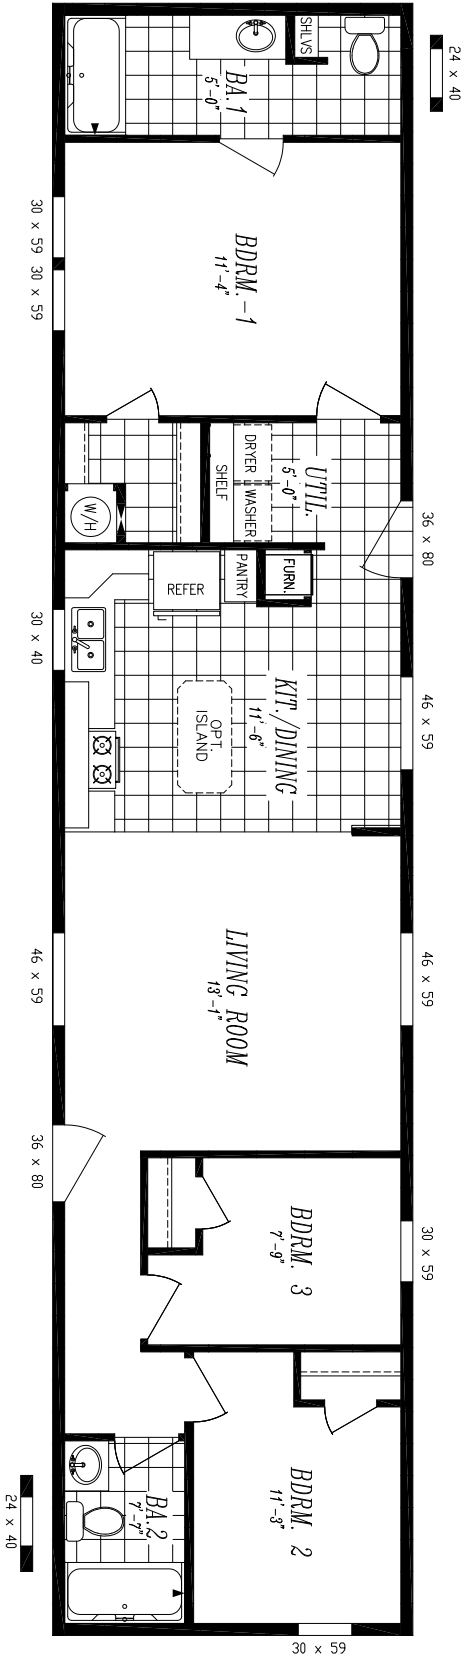 24 x 40
SHLVS
BA.1
5'-0"
30 x 59
30 x 59
BDRM.-1
11'-4"
DRYER
WASHER
SHELF
UTIL.
5'-0"
W/H
36 x 80
REFER
PANTRY
FURN.
30 x 40
KIT./DINING
11'-6"
OPT.
ISLAND
46 x 59
LIVING ROOM
13'-1"
46 x 59
46 x 59
36 x 80
BDRM. 3
7'-9"
30 x 59
BDRM. 2
11'-3"
BA.2
7'-7"
24 x 40
30 x 59